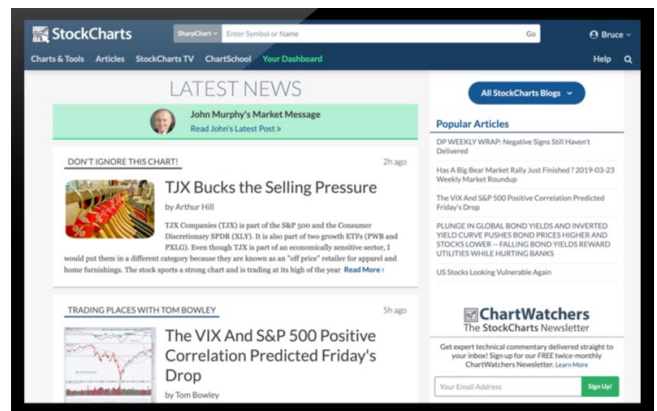 StockCharts
SharpChart
Enter Symbol or Name
Go
Bruce
Charts & Tools Articles StockCharts TV ChartSchool Your Dashboard
Help
LATEST NEWS
John Murphy's Market Message
Read John's Latest Post »
DON'T IGNORE THIS CHART!
2h ago
TJX Bucks the Selling Pressure
by Arthur Hill
TJX Companies (TJX) is part of the S&P 500 and the Consumer
Discretionary SPDR (XLY). It is also part of two growth ETFs (PWB and
PXLG). Even though TJX is part of an economically sensitive sector, I
would put them in a different category because they are known as an "off price" retailer for apparel and
home furnishings. The stock sports a strong chart and is trading at its high of the year Read More ›
TRADING PLACES WITH TOM BOWLEY
5h ago
The VIX And S&P 500 Positive
Correlation Predicted Friday's
Drop
by Tom Bowley
All StockCharts Blogs
Popular Articles
DP WEEKLY WRAP: Negative Signs Still Haven't
Delivered
Has A Big Bear Market Rally Just Finished ? 2019-03-23
Weekly Market Roundup
The VIX And S&P 500 Positive Correlation Predicted
Friday's Drop
PLUNGE IN GLOBAL BOND YIELDS AND INVERTED
YIELD CURVE PUSHES BOND PRICES HIGHER AND
STOCKS LOWER -- FALLING BOND YIELDS REWARD
UTILITIES WHILE HURTING BANKS
US Stocks Looking Vulnerable Again
ChartWatchers
The StockCharts Newsletter
Get expert technical commentary delivered straight to
your inbox! Sign up for our FREE twice-monthly
ChartWatchers Newsletter. Learn More
Your Email Address
Sign Up!